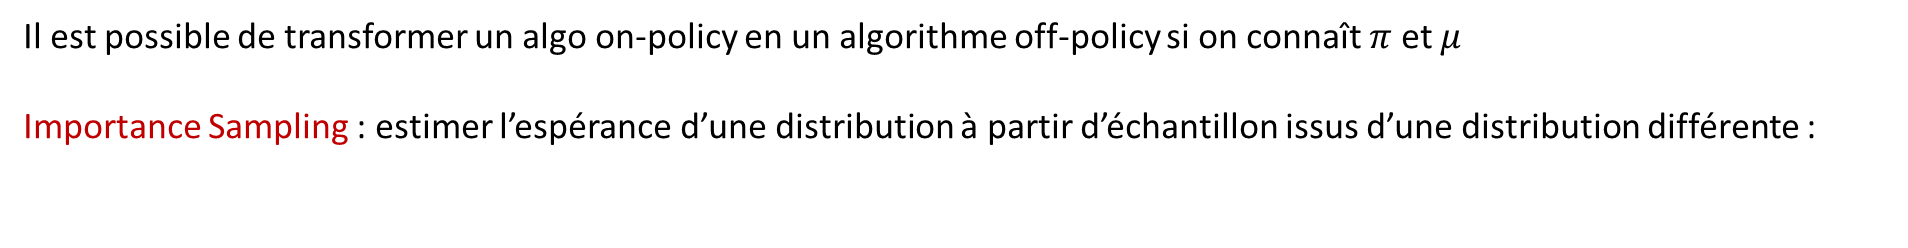 Il est possible de transformer un algo on-policy en un algorithme off-policy si on connaît π et μ
Importance Sampling : estimer l’espérance d’une distribution à partir d’échantillon issus d’une distribution différente :